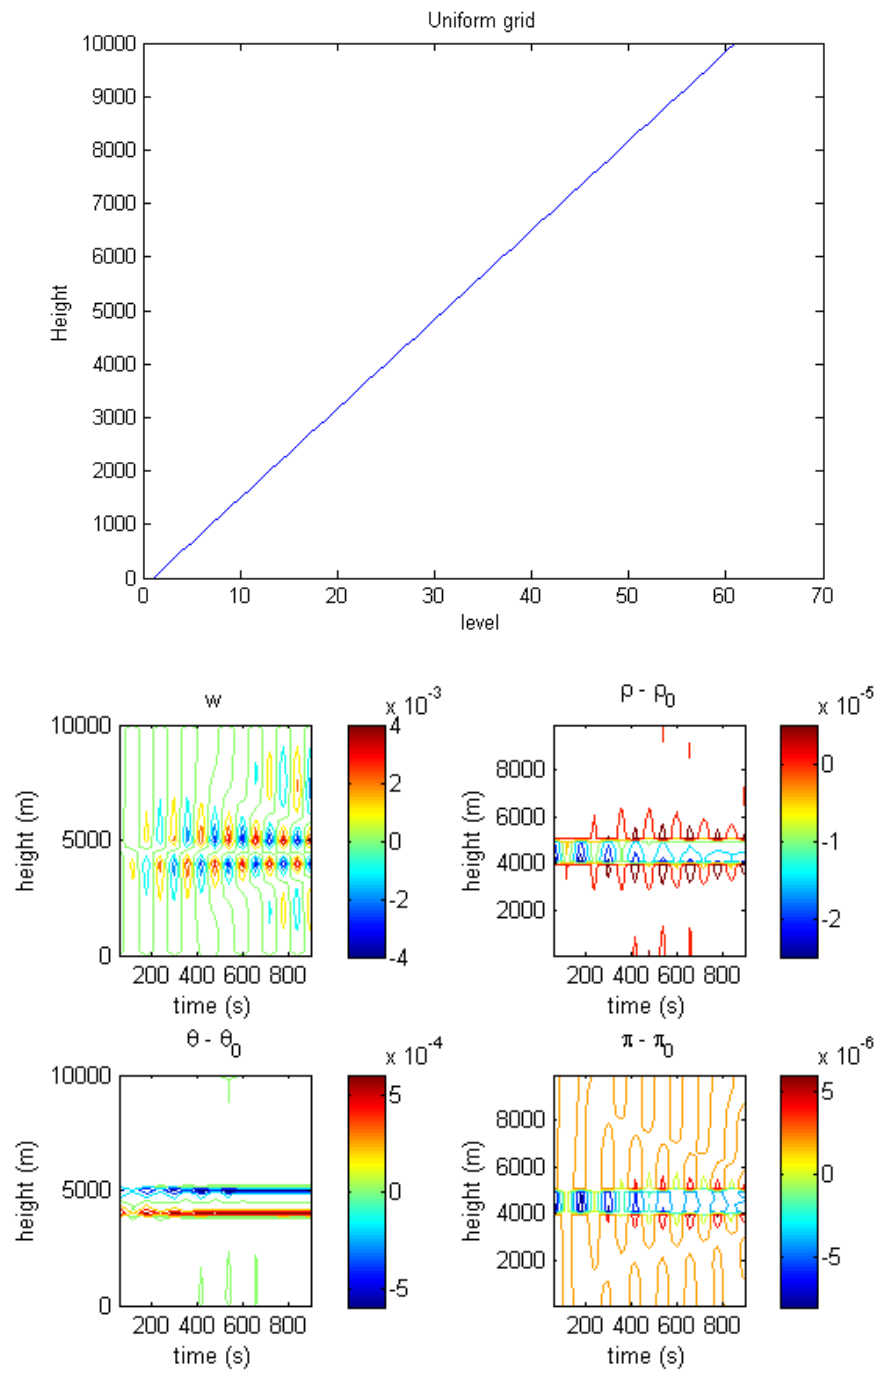 Uniform grid
10000
9000
8000
7000
6000
5000
4000
3000
2000
1000
0
Height
0 10 20 30 40 50 60 70
level
w
x 10-3
10000
5000
0
height (m)
200 400 600 800
time (s)
4
2
0
-2
-4
ρ - ρ0
x 10-5
8000
6000
4000
2000
height (m)
200 400 600 800
time (s)
0
-1
-2
θ - θ0
x 10-4
10000
5000
0
height (m)
200 400 600 800
time (s)
5
0
-5
π - π0
x 10-6
8000
6000
4000
2000
height (m)
200 400 600 800
time (s)
5
0
-5